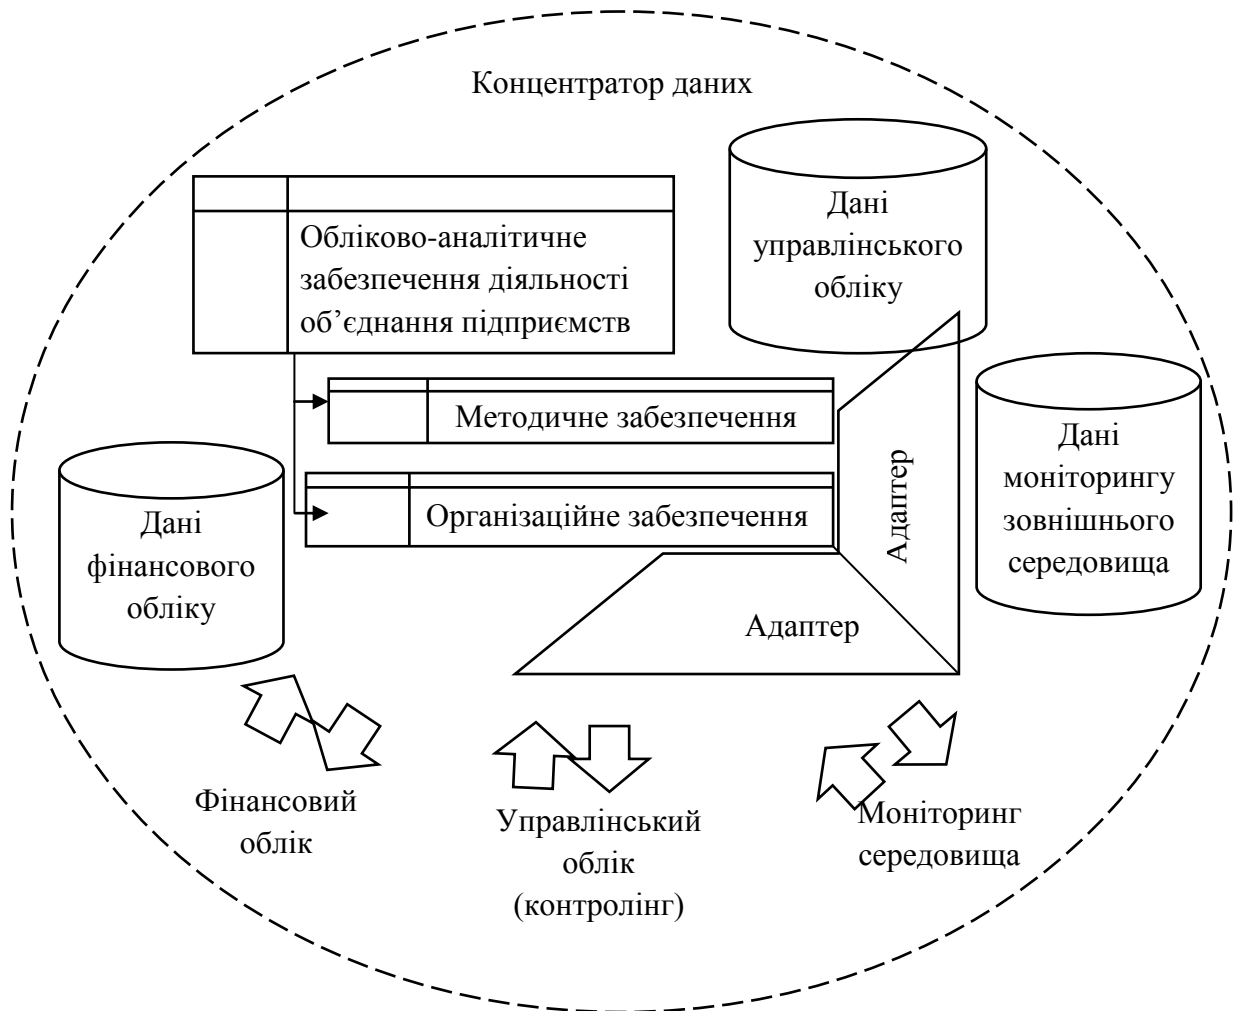 Концентратор даних
Обліково-аналітичне
забезпечення діяльності
об’єднання підприємств
Дані
управлінського
обліку
Методичне забезпечення
Організаційне забезпечення
Адаптер
Адаптер
Дані
моніторингу
зовнішнього
середовища
Дані
фінансового
обліку
Фінансовий
облік
Управлінський
облік
(контролінг)
Моніторинг
середовища